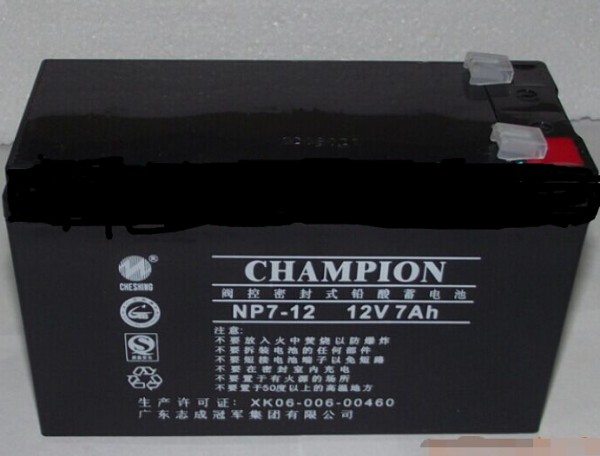 CHAMPION
CHESHING
®
阀控密封式铅酸蓄电池
NP7-12 12V 7Ah
注意:
不要放入火中焚烧以防爆炸
不要拆装电池的任何部件
不要短接电池端子以免短路
不要在密封室内充电
不要置于有火源的场所
不要置于50度以上的高温地方
生产许可证: XK06-006-00460
广东志成冠军集团有限公司